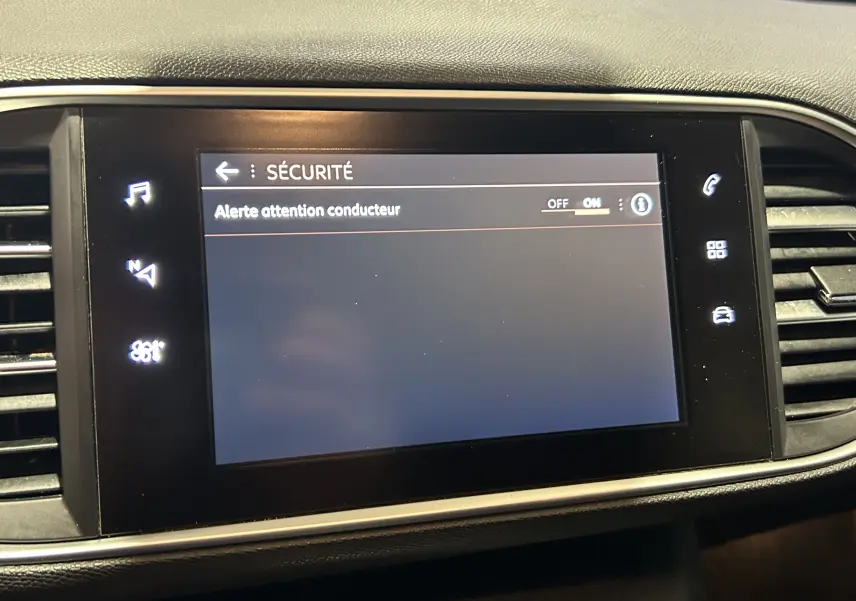 SÉCURITÉ
Alerte attention conducteur OFF ON
N